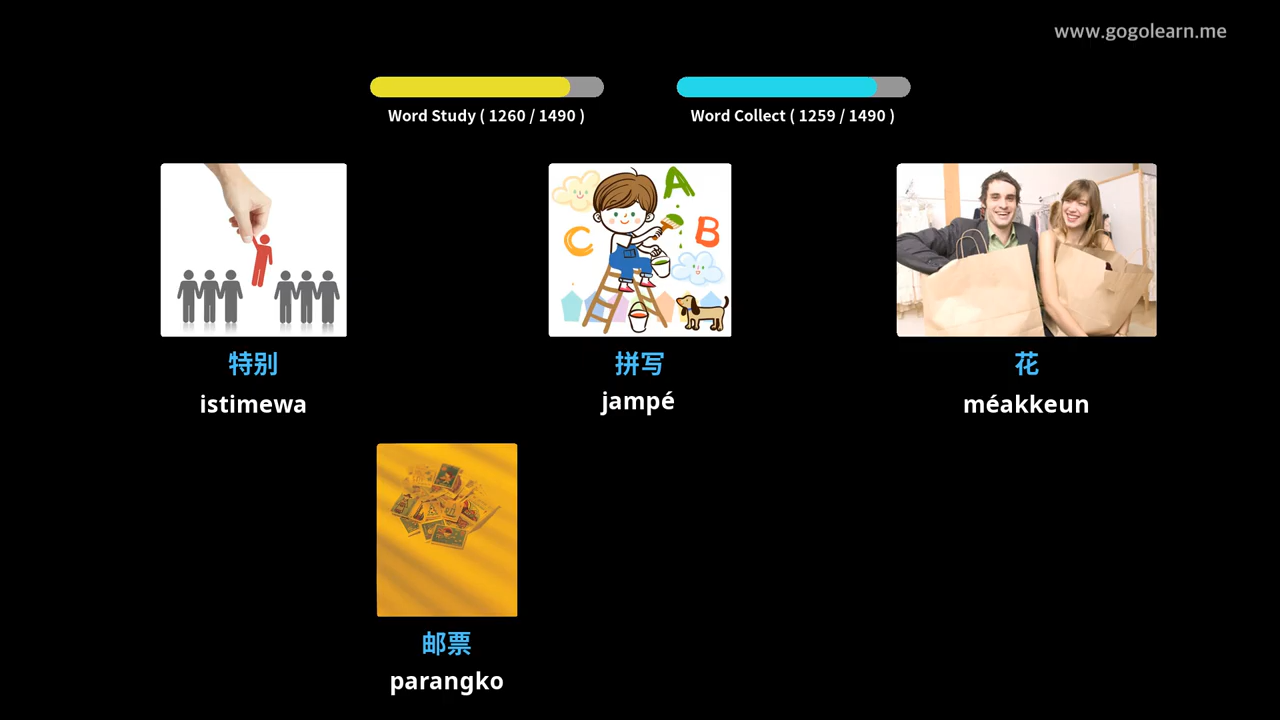 www.gogolearn.me
Word Study ( 1260 / 1490 )
Word Collect ( 1259 / 1490 )
A
B
C
特别
拼写
花
istimewa
jampé
méakkeun
邮票
parangko